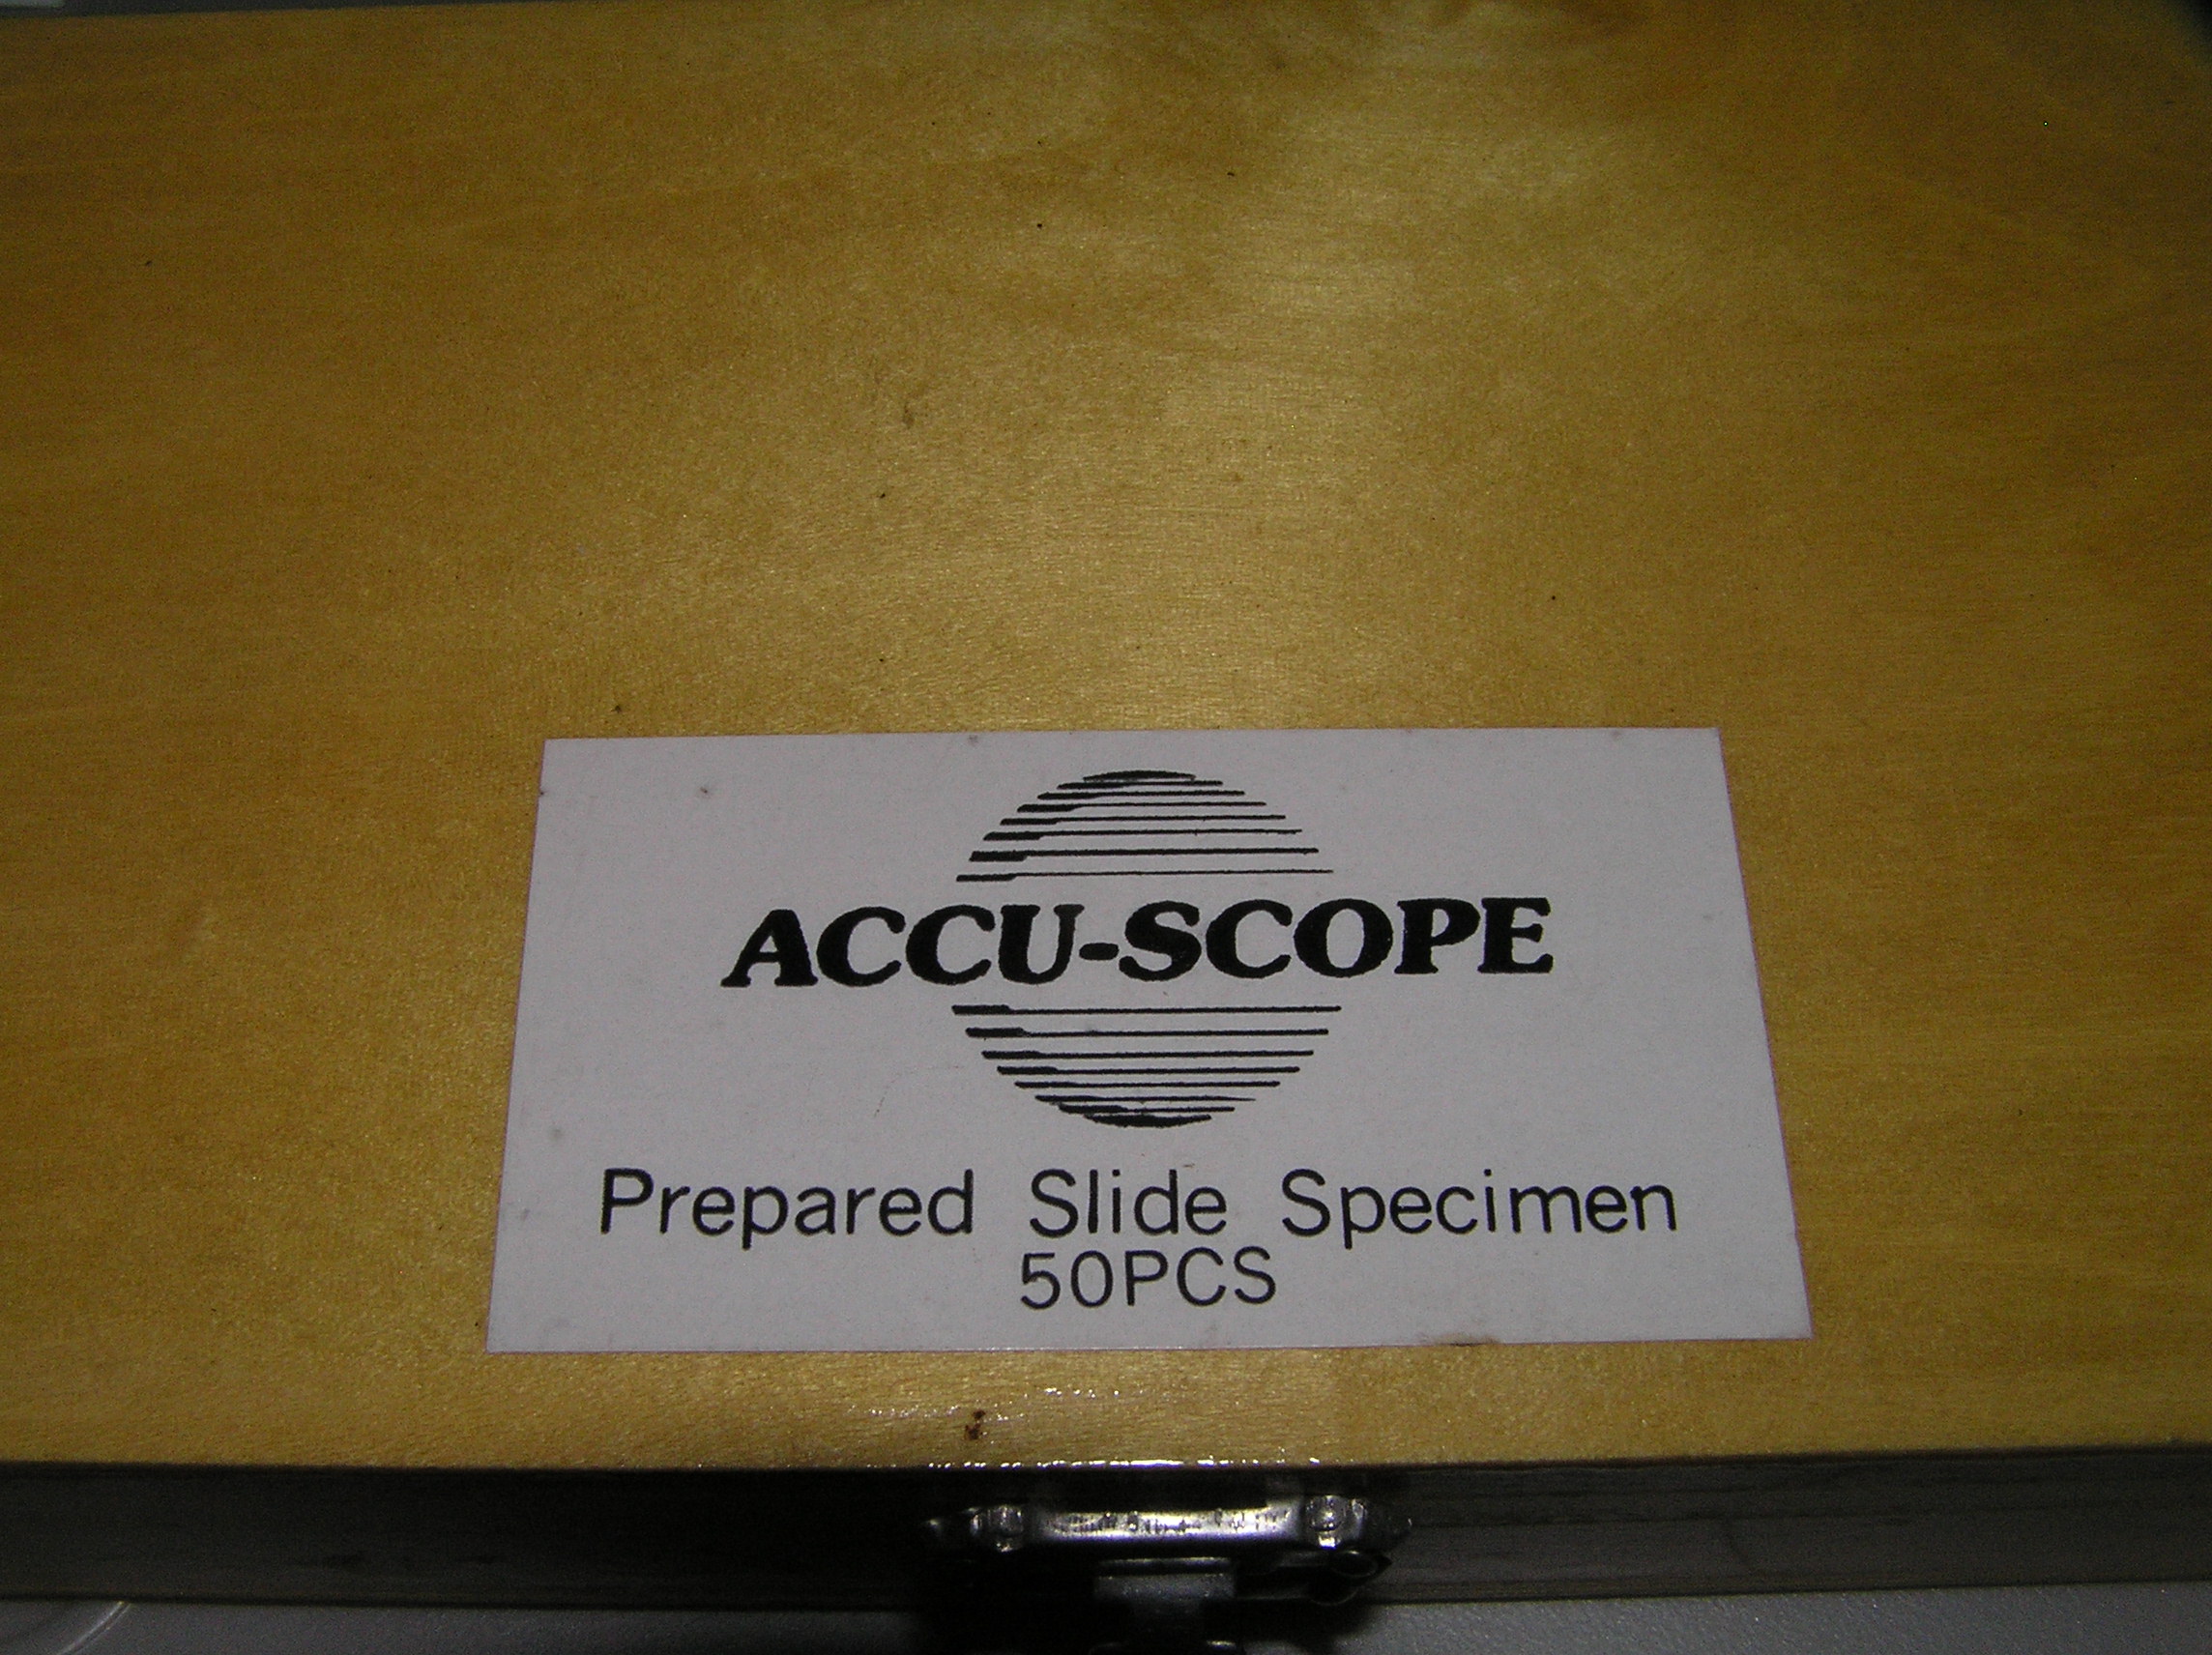 ACCU-SCOPE
Prepared Slide Specimen
50PCS